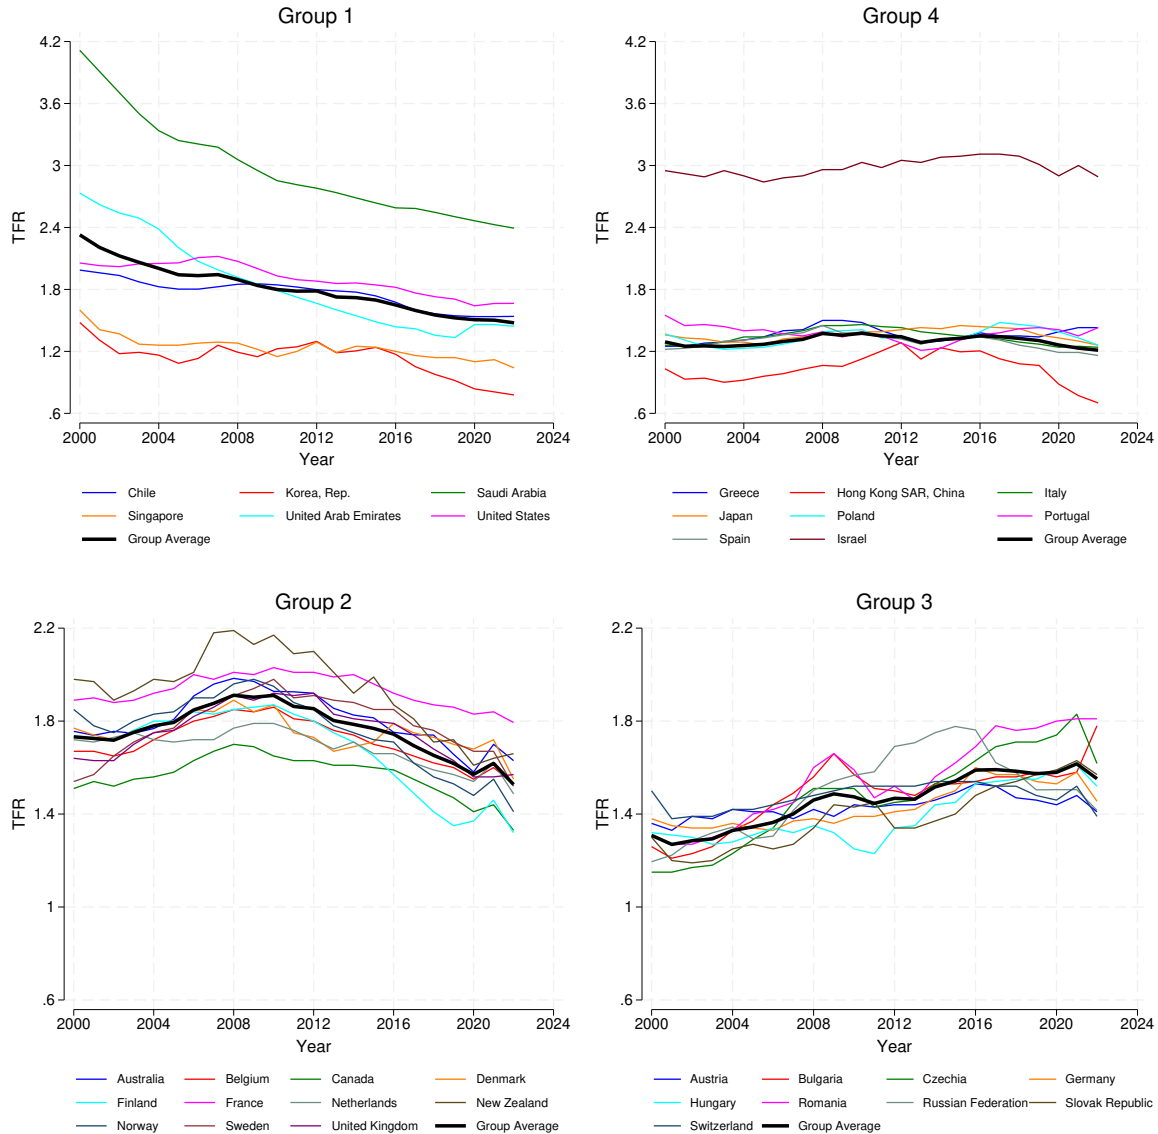 Group 1
4.2
3.6
3
2.4
1.8
1.2
.6
TFR
2000 2004 2008 2012 2016 2020 2024
Year
Chile Korea, Rep. Saudi Arabia
Singapore United Arab Emirates United States
Group Average
Group 4
4.2
3.6
3
2.4
1.8
1.2
.6
TFR
2000 2004 2008 2012 2016 2020 2024
Year
Greece Hong Kong SAR, China Italy
Japan Poland Portugal
Spain Israel Group Average
Group 2
2.2
1.8
1.4
1
.6
TFR
2000 2004 2008 2012 2016 2020 2024
Year
Australia Belgium Canada Denmark
Finland France Netherlands New Zealand
Norway Sweden United Kingdom Group Average
Group 3
2.2
1.8
1.4
1
.6
TFR
2000 2004 2008 2012 2016 2020 2024
Year
Austria Bulgaria Czechia Germany
Hungary Romania Russian Federation Slovak Republic
Switzerland Group Average